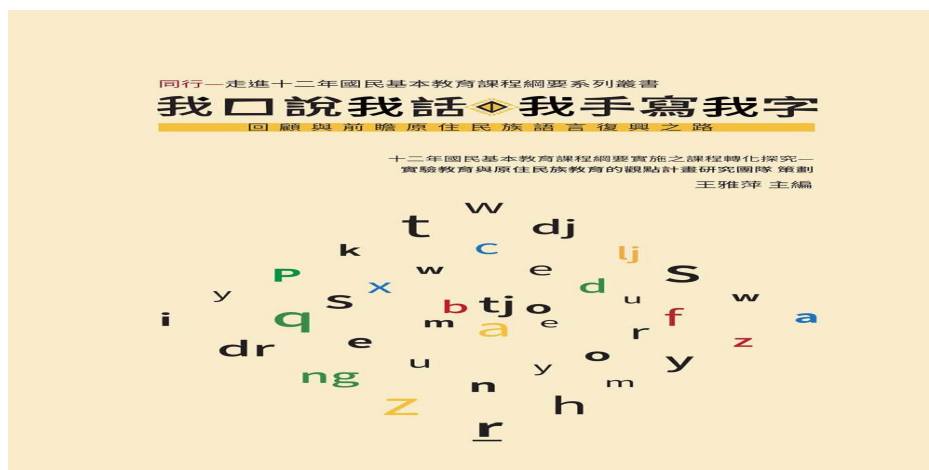 同行—走進十二年國民基本教育課程綱要系列叢書
我口說我話 我手寫我字
回顧與前瞻原住民族語言復興之路
十二年國民基本教育課程綱要實施之課程轉化探究—
實驗教育與原住民族教育的觀點計畫研究團隊 策劃
王雅萍 主編
w
t dj
k c lj
p w e s
y x s d u w
i q b tj o f a
m a e r z
dr e u y o y
ng n m
z h
r